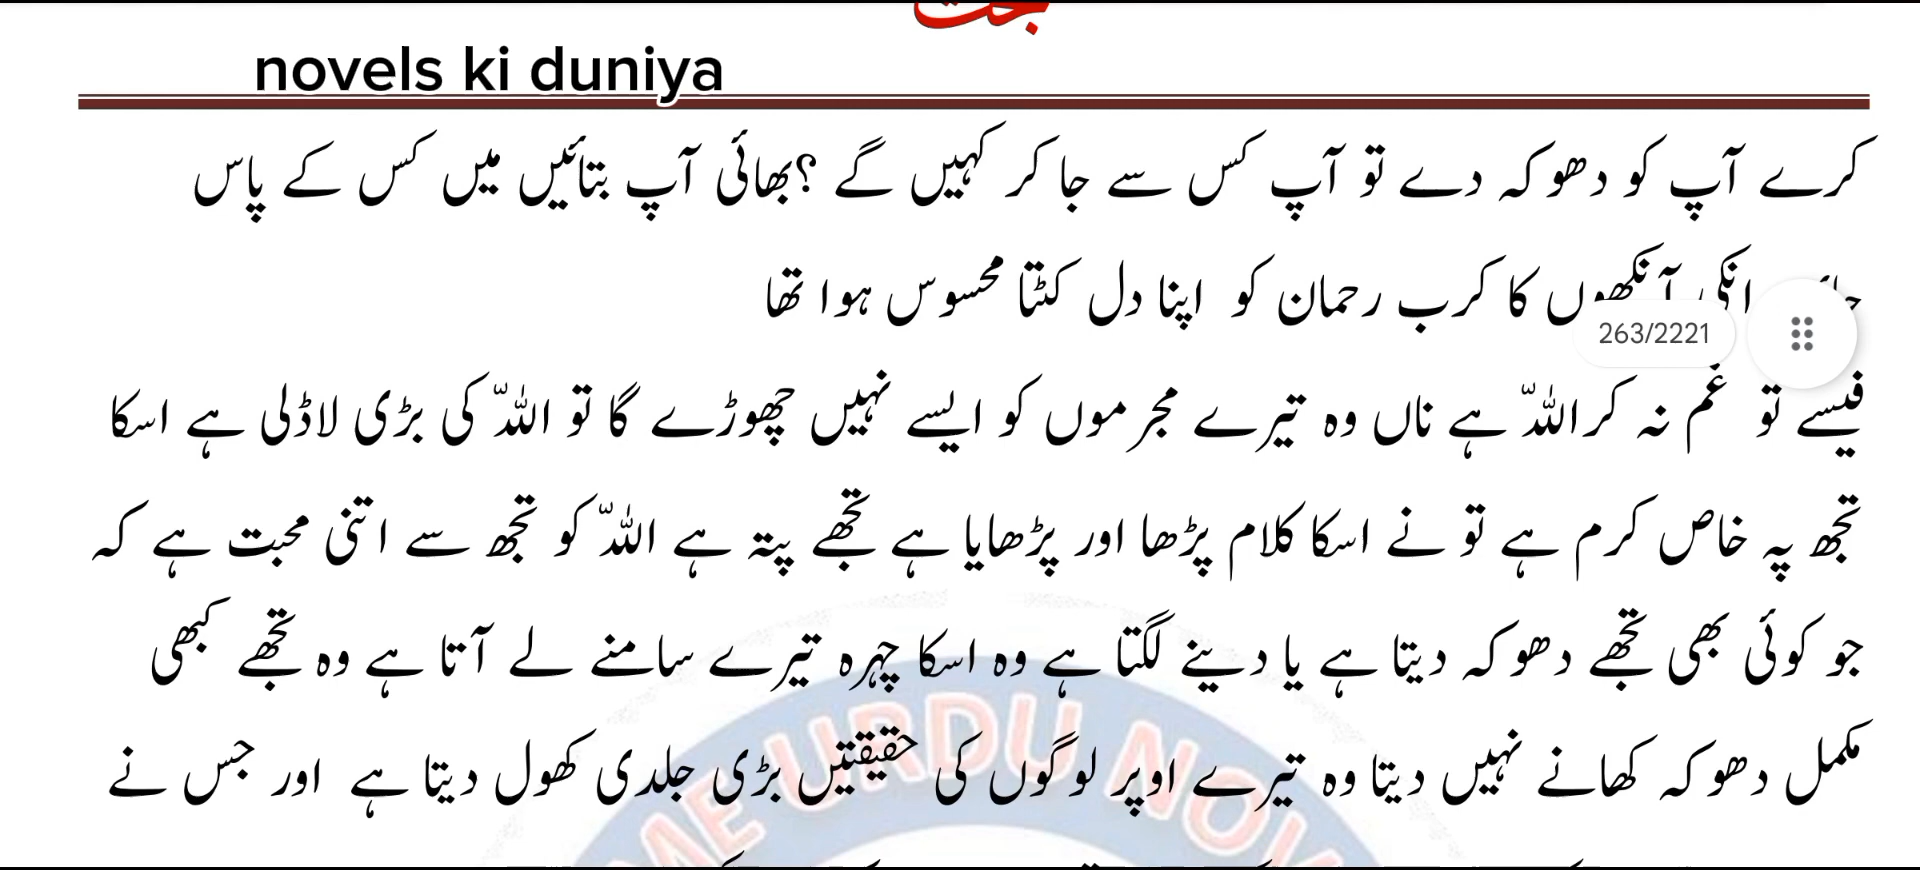 novels ki duniya
کرے آپ کو دھوکہ دے تو آپ کس سے جا کر کہیں گے ؟بھائی آپ بتائیں میں کس کے پاس
انکی آنکھوں کا کرب رحمان کو اپنا دل کٹتا محسوس ہوا تھا
263/2221
فیسے تو غم نہ کراللہ ہے ناں وہ تیرے مجرموں کو ایسے نہیں چھوڑے گا تو اللہ کی بڑی لاڈلی ہے اسکا
تجھ پہ خاص کرم ہے تو نے اسکا کلام پڑھا اور پڑھایا ہے تجھے پتہ ہے اللہ کو تجھ سے اتنی محبت ہے کہ
جو کوئی بھی تجھے دھوکہ دیتا ہے یا دینے لگتا ہے وہ اسکا چہرہ تیرے سامنے لے آتا ہے وہ تجھے کبھی
مکمل دھوکہ کھانے نہیں دیتا وہ تیرے اوپر لوگوں کی حقیقتیں بڑی جلدی کھول دیتا ہے اور جس نے
URDU